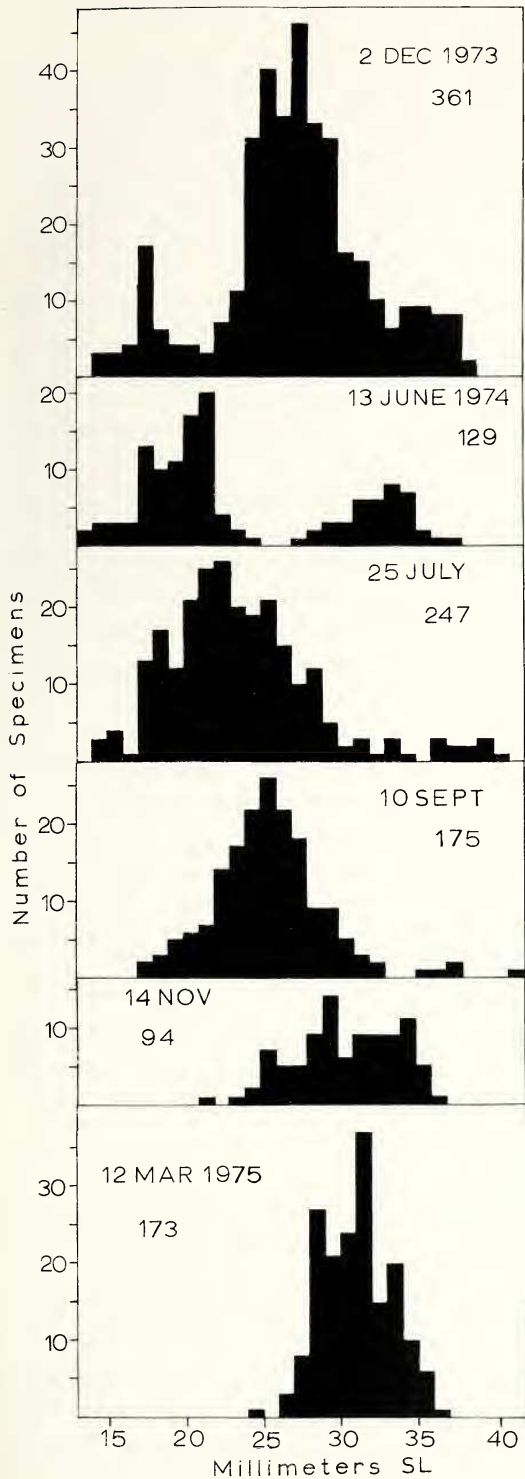 2 DEC 1973
361
40
30
20
10
13 JUNE 1974
129
20
10
25 JULY
247
20
10
10 SEPT
175
20
10
14 NOV
94
10
12 MAR 1975
173
30
20
10
Number of Specimens
15 20 25 30 35 40
Millimeters SL